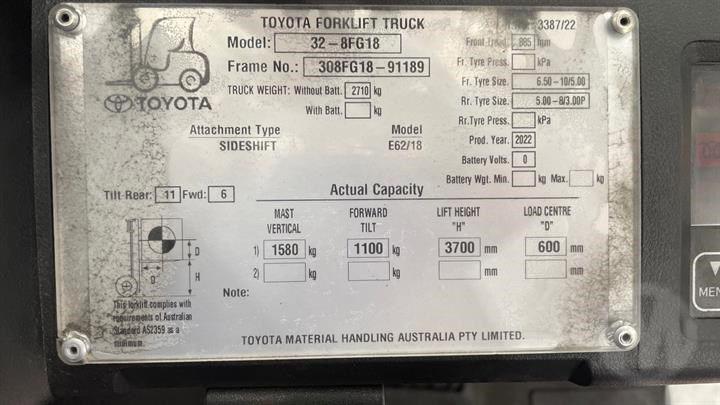 TOYOTA FORKLIFT TRUCK
3387/22
Model: 32-8FG18
Front Tread: 885 mm
Frame No.: 308FG18-91189
Fr. Tyre Press. kPa
TOYOTA
TRUCK WEIGHT: Without Batt. 2710 kg
Fr. Tyre Size. 6.50-10/5.00
With Batt. kg
Rr. Tyre Size. 5.00-8/3.00P
Rr.Tyre Press. kPa
Attachment Type Model
Prod. Year. 2022
SIDESHIFT E62/18
Battery Volts. 0
Battery Wgt. Min. kg Max. kg
Tilt Rear: 11 Fwd: 6
Actual Capacity
MAST VERTICAL FORWARD TILT LIFT HEIGHT "H" LOAD CENTRE "D"
1) 1580 kg 1100 kg 3700 mm 600 mm
2) kg kg mm mm
D
g
H
Note:
This forklift complies with
requirements of Australian
Standard AS2359 as a
minimum.
TOYOTA MATERIAL HANDLING AUSTRALIA PTY LIMITED.
MEN